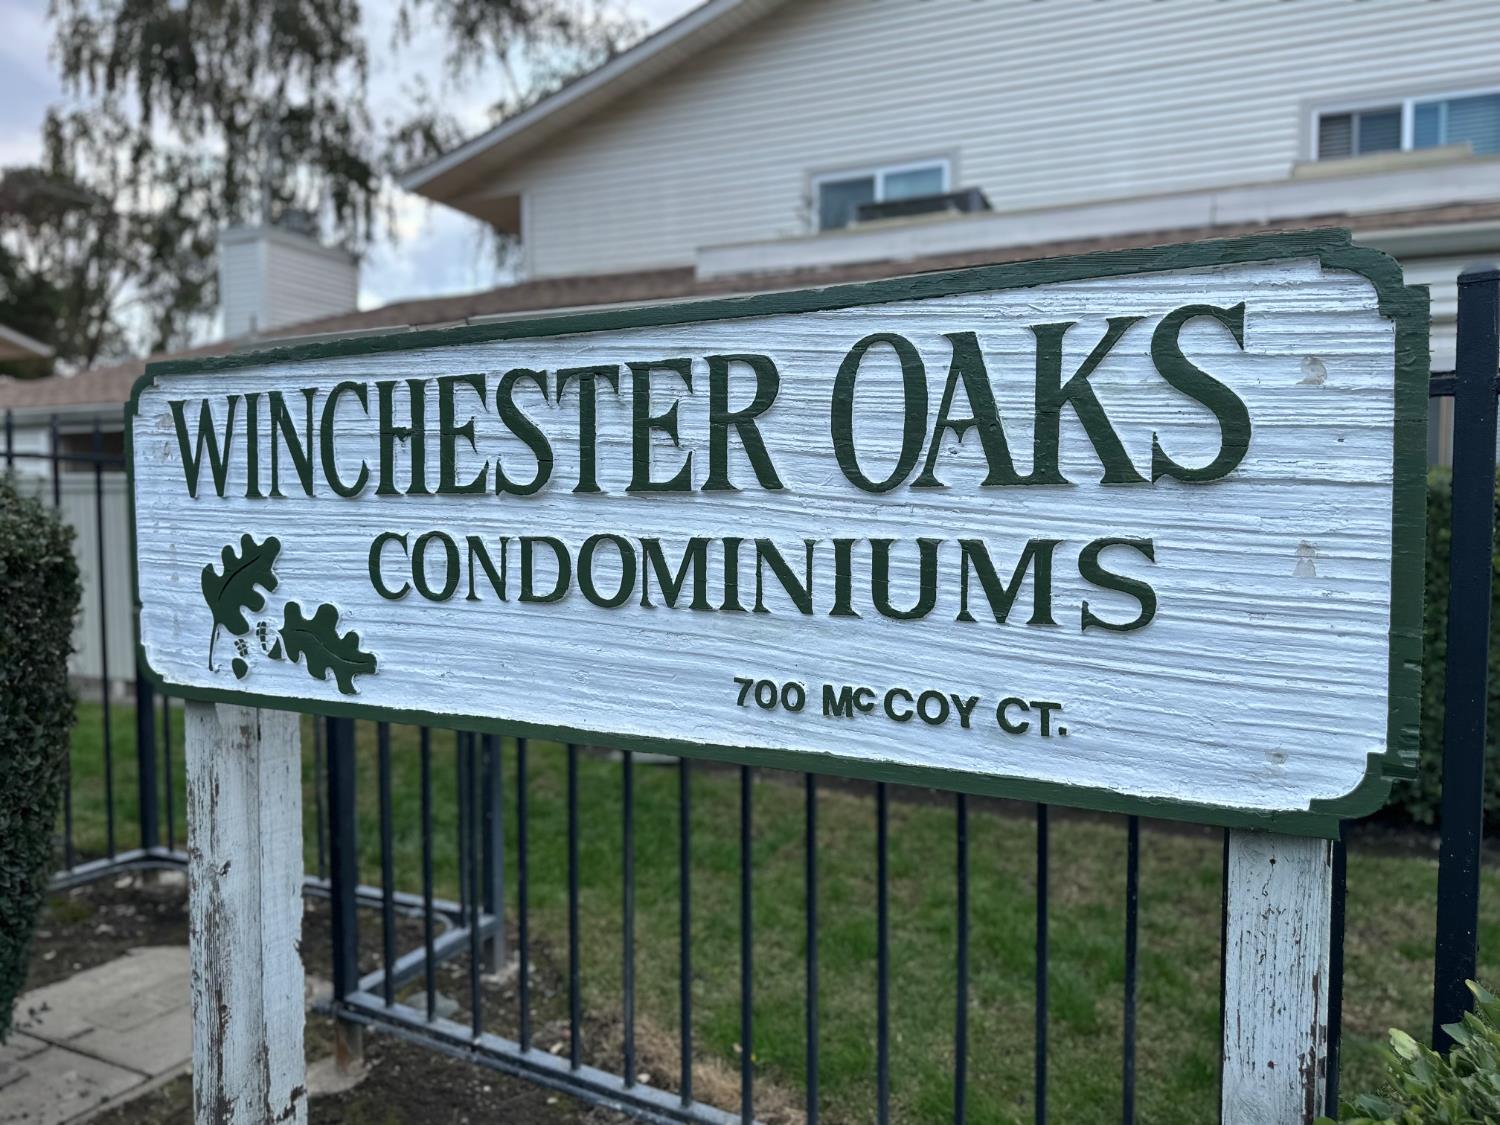 WINCHESTER OAKS
CONDOMINIUMS
700 McCOY CT.